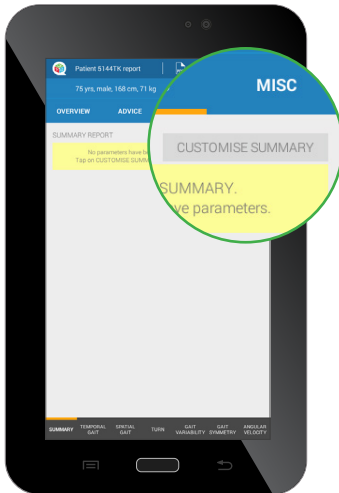 Patient 5144TK report
75 yrs, male, 168 cm, 71 kg
MISC
OVERVIEW ADVICE
SUMMARY REPORT
CUSTOMISE SUMMARY
No parameters have be
Tap on CUSTOMISE SUMM
SUMMARY.
ve parameters.
SUMMARY TEMPORAL GAIT SPATIAL GAIT TURN GAIT VARIABILITY GAIT SYMMETRY ANGULAR VELOCITY